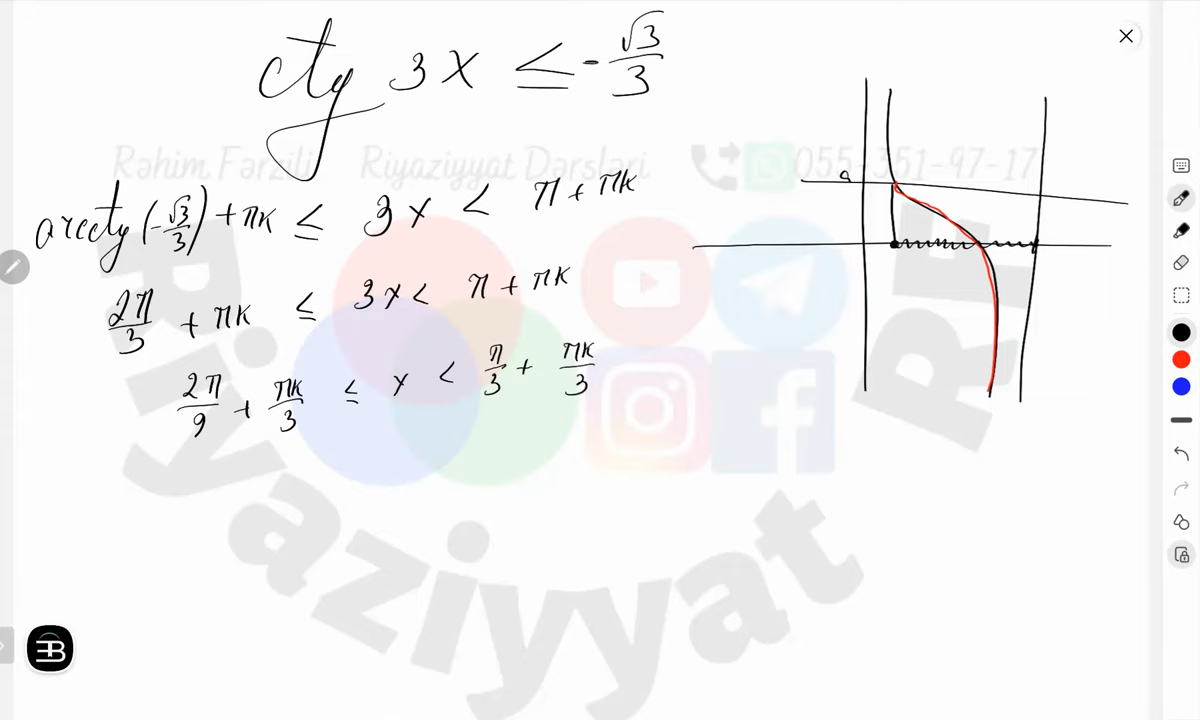 ctg 3x ≤ -√3/3
Rəhim Fərzili Riyaziyyat Dərsləri 055-351-97-17
arcctg(-√3/3) + πk ≤ 3x < π + πk
a
2π/3 + πk ≤ 3x < π + πk
2π/9 + πk/3 ≤ x < π/3 + πk/3
RF
Riyaziyyat